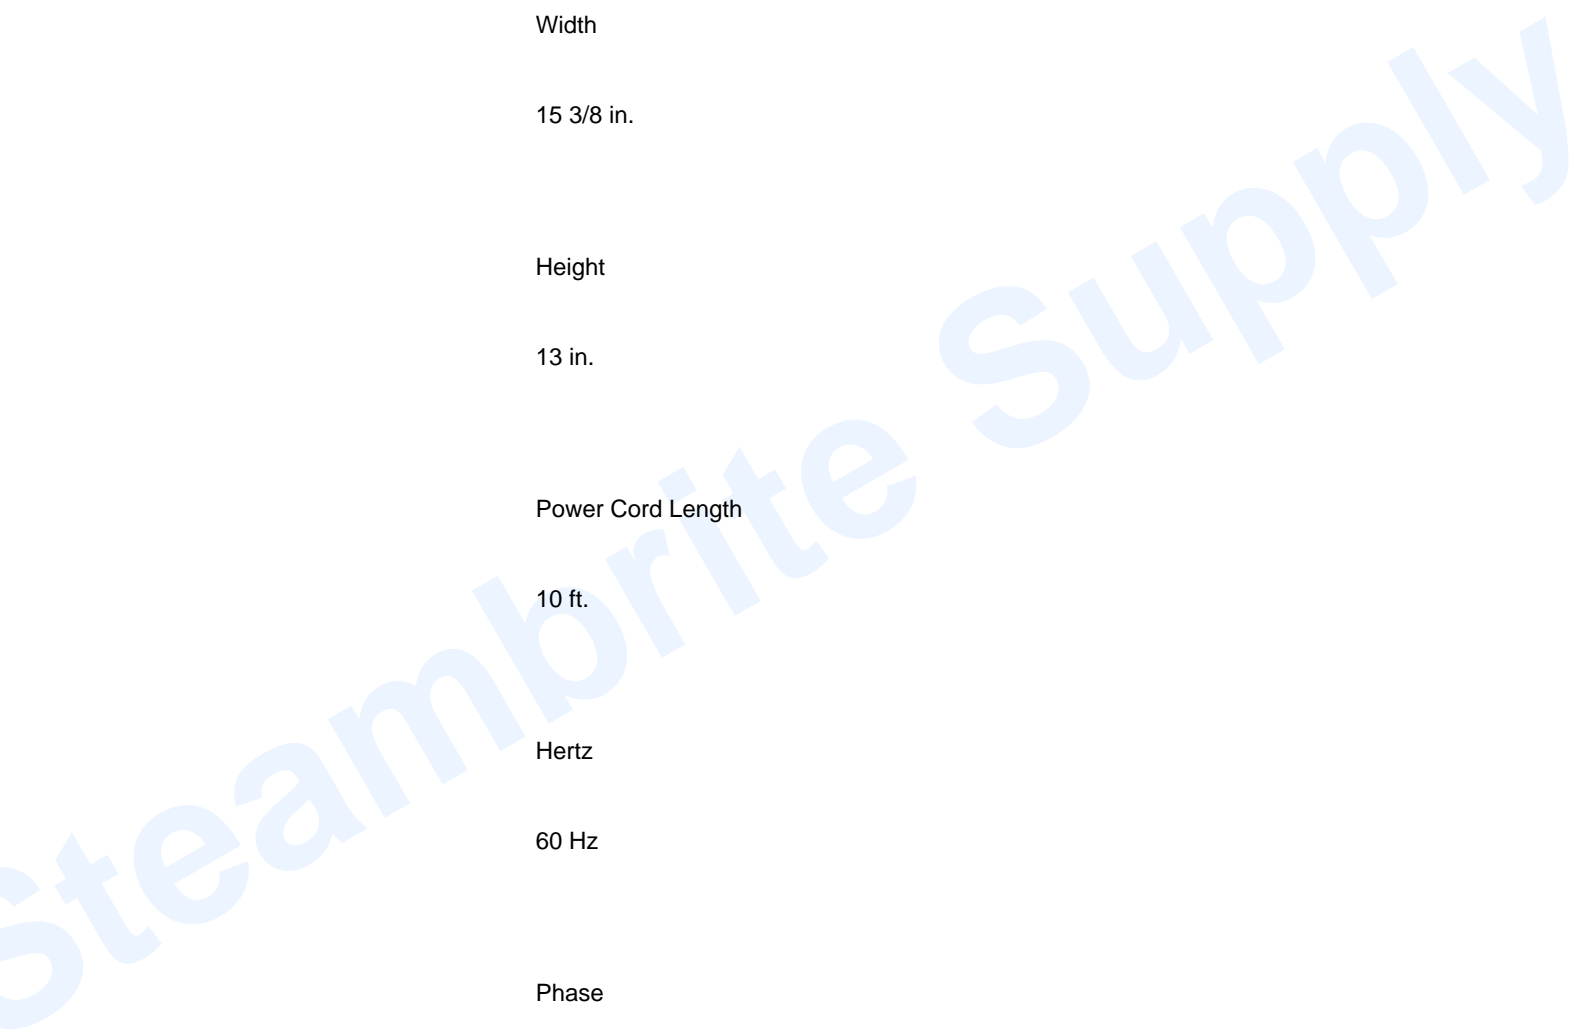 Width
15 3/8 in.
Height
13 in.
Power Cord Length
10 ft.
Hertz
60 Hz
Phase
Steambrite Supply